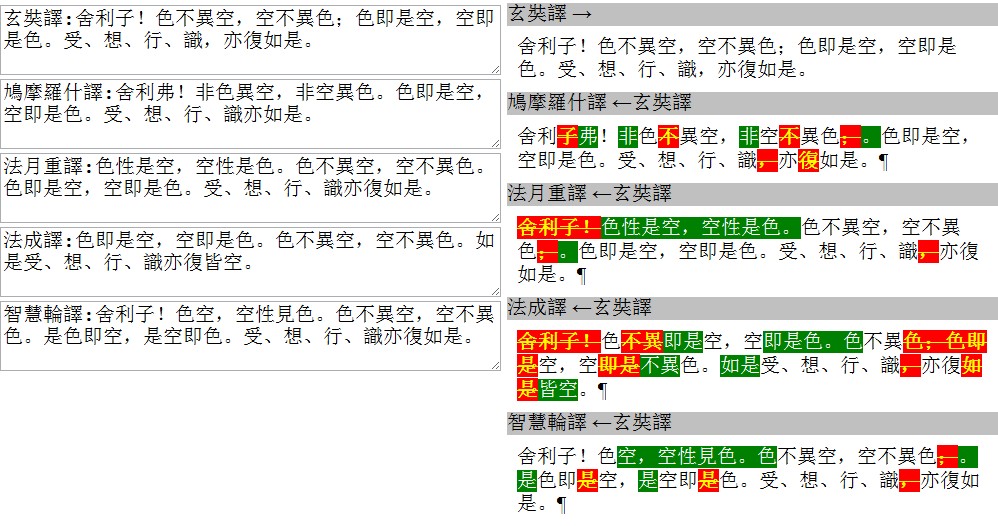 玄奘譯:舍利子！色不異空，空不異色；色即是空，空即
是色。受、想、行、識，亦復如是。
鳩摩羅什譯:舍利弗！非色異空，非空異色。色即是空，
空即是色。受、想、行、識亦如是。
法月重譯:色性是空，空性是色。色不異空，空不異色。
色即是空，空即是色。受、想、行、識亦復如是。
法成譯:色即是空，空即是色。色不異空，空不異色。如
是受、想、行、識亦復皆空。
智慧輪譯:舍利子！色空，空性見色。色不異空，空不異
色。是色即空，是空即色。受、想、行、識亦復如是。
玄奘譯 →
舍利子！色不異空，空不異色；色即是空，空即是
色。受、想、行、識，亦復如是。
鳩摩羅什譯 ←玄奘譯
舍利子弗！非色不異空，非空不異色；。色即是空，
空即是色。受、想、行、識，亦復如是。¶
法月重譯 ←玄奘譯
舍利子！色性是空，空性是色。色不異空，空不異
色；。色即是空，空即是色。受、想、行、識，亦復
如是。¶
法成譯 ←玄奘譯
舍利子！色不異即是空，空即是色。色不異色；色即
是空，空即是不異色。如是受、想、行、識，亦復如
是皆空。¶
智慧輪譯 ←玄奘譯
舍利子！色空，空性見色。色不異空，空不異色；。
是色即是空，是空即是色。受、想、行、識，亦復如
是。¶